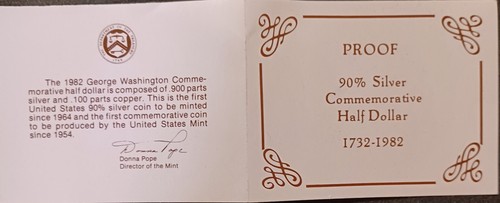 The 1982 George Washington Comme-
morative half dollar is composed of .900 parts
silver and .100 parts copper. This is the first
United States 90% silver coin to be minted
since 1964 and the first commemorative coin
to be produced by the United States Mint
since 1954.
Donna Pope
Donna Pope
Director of the Mint
PROOF
90% Silver
Commemorative
Half Dollar
1732-1982